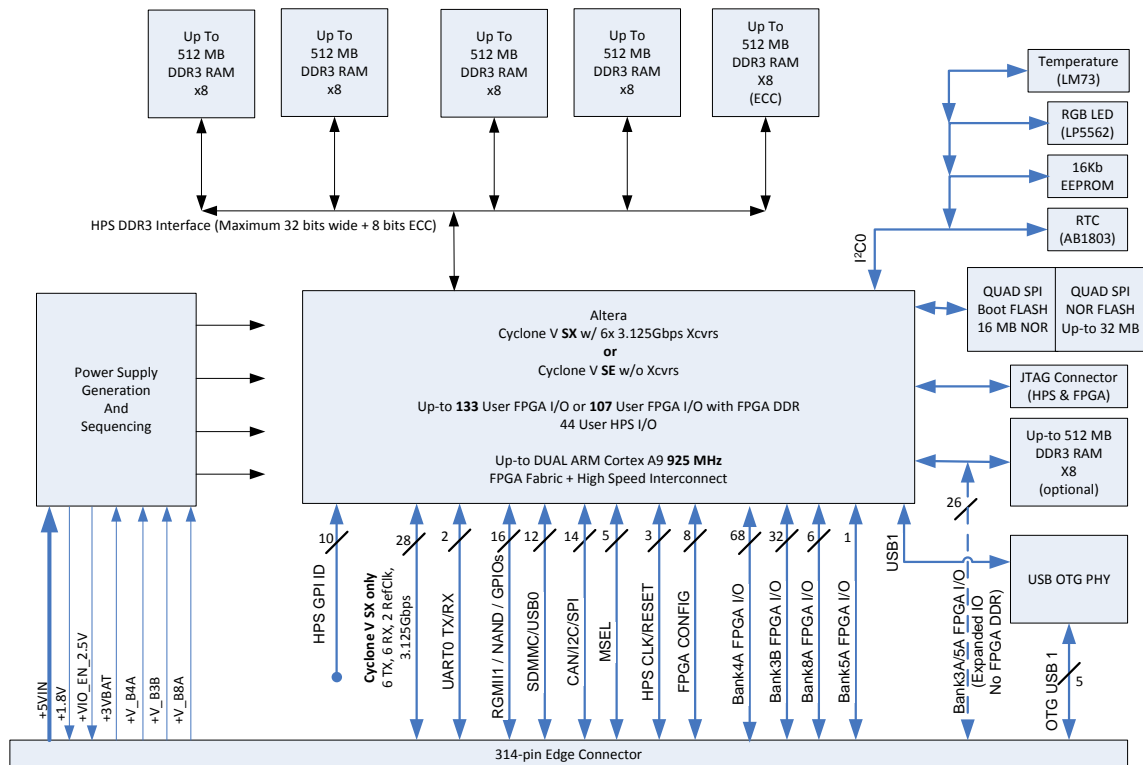 Up To
512 MB
DDR3 RAM
x8
Up To
512 MB
DDR3 RAM
x8
Up To
512 MB
DDR3 RAM
x8
Up To
512 MB
DDR3 RAM
x8
Up To
512 MB
DDR3 RAM
X8
(ECC)
Temperature
(LM73)
RGB LED
(LP5562)
16Kb
EEPROM
RTC
(AB1803)
HPS DDR3 Interface (Maximum 32 bits wide + 8 bits ECC)
I²C0
Power Supply
Generation
And
Sequencing
Altera
Cyclone V SX w/ 6x 3.125Gbps Xcvrs
or
Cyclone V SE w/o Xcvrs
Up-to 133 User FPGA I/O or 107 User FPGA I/O with FPGA DDR
44 User HPS I/O
Up-to DUAL ARM Cortex A9 925 MHz
FPGA Fabric + High Speed Interconnect
QUAD SPI
Boot FLASH
16 MB NOR
QUAD SPI
NOR FLASH
Up-to 32 MB
JTAG Connector
(HPS & FPGA)
Up-to 512 MB
DDR3 RAM
X8
(optional)
USB OTG PHY
+5VIN
+1.8V
+VIO_EN_2.5V
+3VBAT
+V_B4A
+V_B3B
+V_B8A
10
HPS GPI ID
28
Cyclone V SX only
6 TX, 6 RX, 2 RefClk,
3.125Gbps
2
UART0 TX/RX
16
RGMII1 / NAND / GPIOs
12
SDMMC/USB0
14
CAN/I2C/SPI
5
MSEL
3
HPS CLK/RESET
8
FPGA CONFIG
68
Bank4A FPGA I/O
32
Bank3B FPGA I/O
6
Bank8A FPGA I/O
1
Bank5A FPGA I/O
USB1
26
Bank3A/5A FPGA I/O
(Expanded IO
No FPGA DDR)
OTG USB 1
5
314-pin Edge Connector